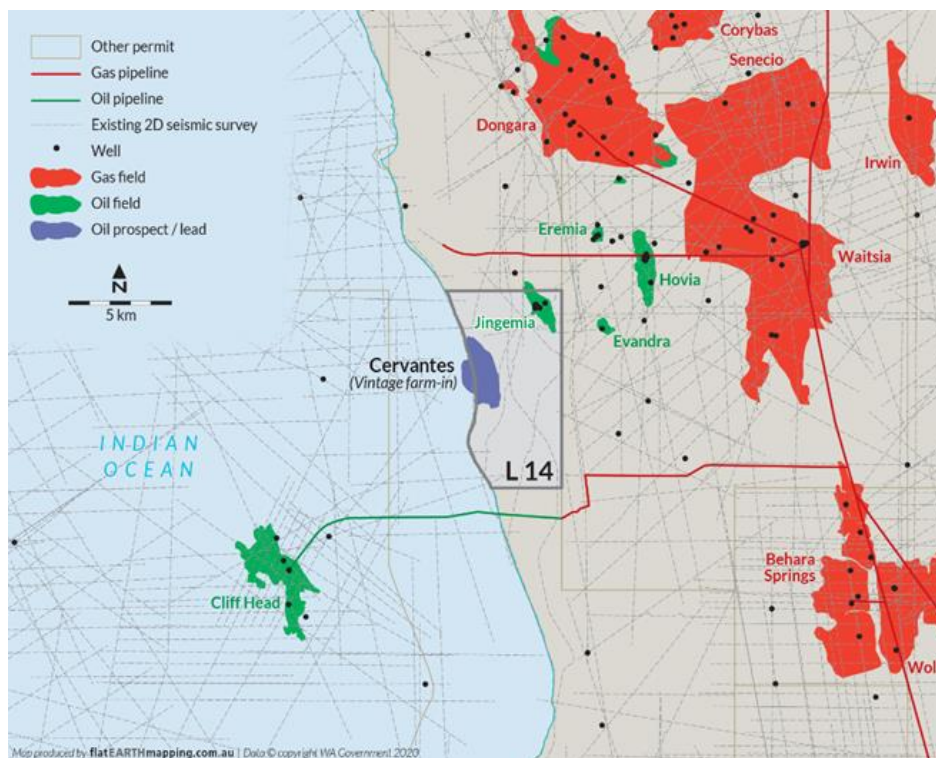 Other permit
Gas pipeline
Oil pipeline
Existing 2D seismic survey
Well
Gas field
Oil field
Oil prospect / lead
N
5 km
Corybas
Senecio
Dongara
Irwin
Eremia
Waitsia
Hovia
Jingemia
Evandra
Cervantes
(Vintage farm-in)
INDIAN
OCEAN
L 14
Behara
Springs
Cliff Head
Wol
Map produced by flatEARTHmapping.com.au | Data © copyright WA Government 2020